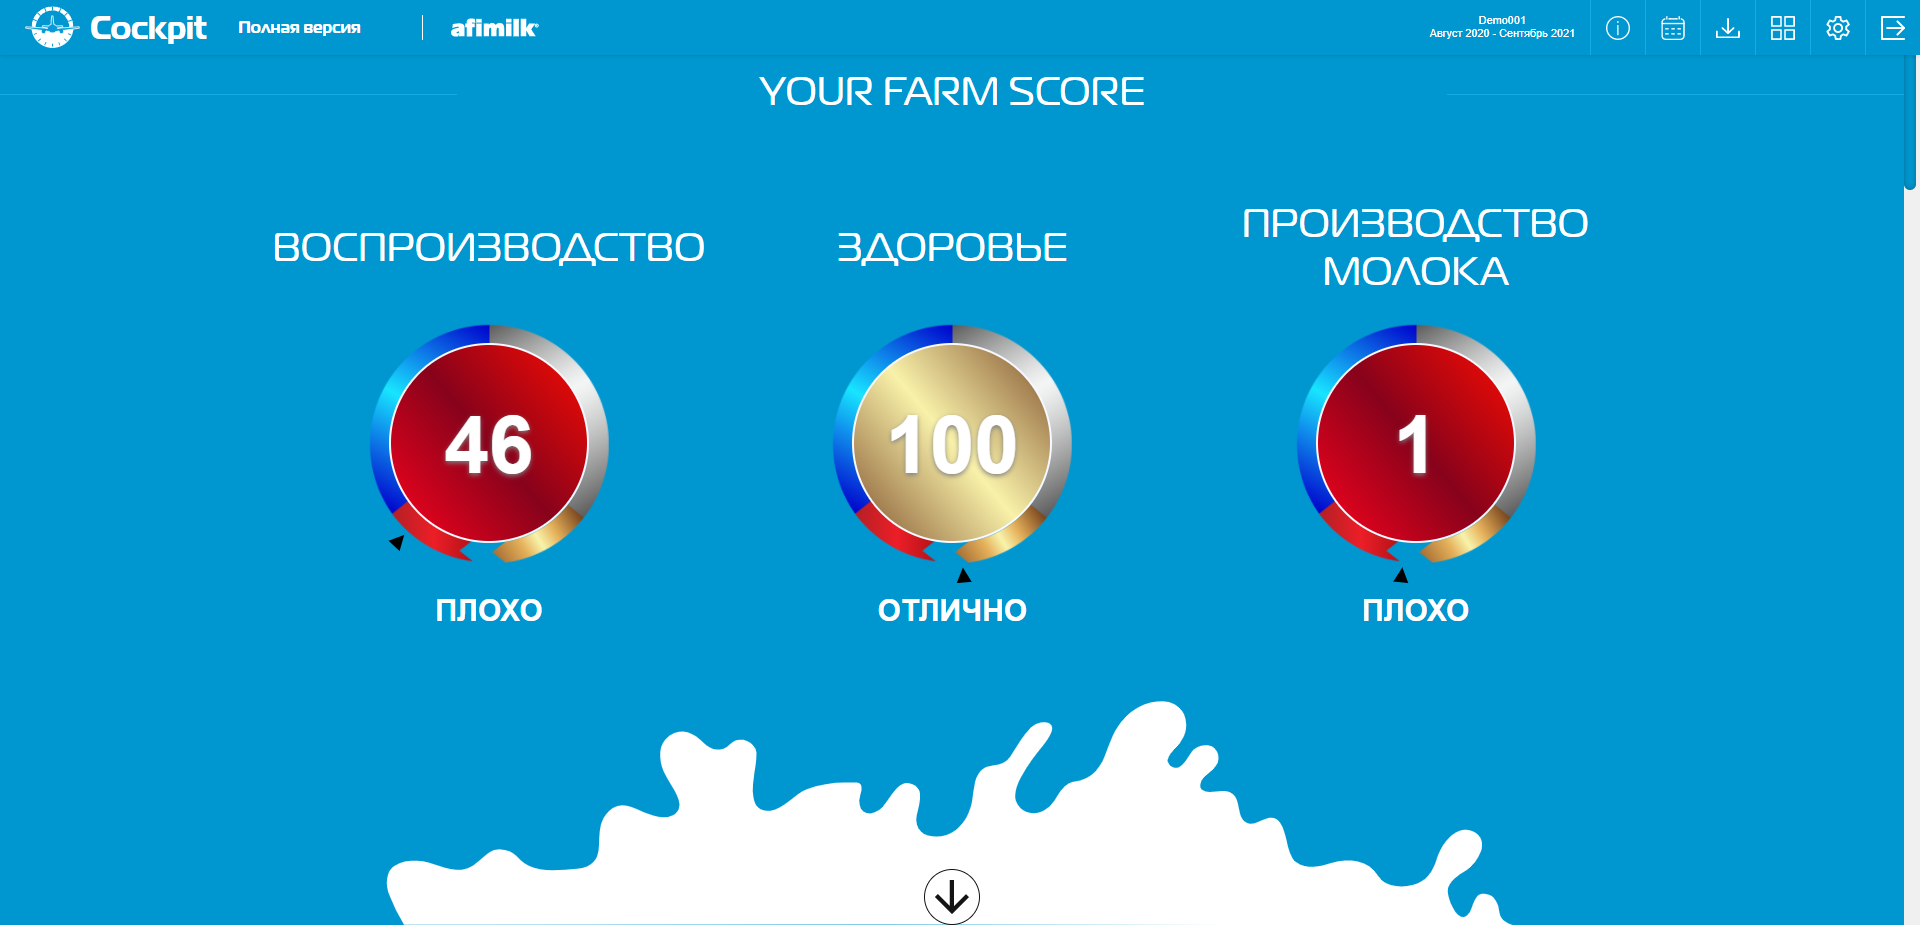 Cockpit
Полная версия
afimilk®
Demo001
Август 2020 - Сентябрь 2021
YOUR FARM SCORE
ВОСПРОИЗВОДСТВО
ЗДОРОВЬЕ
ПРОИЗВОДСТВО
МОЛОКА
46
100
1
ПЛОХО
ОТЛИЧНО
ПЛОХО